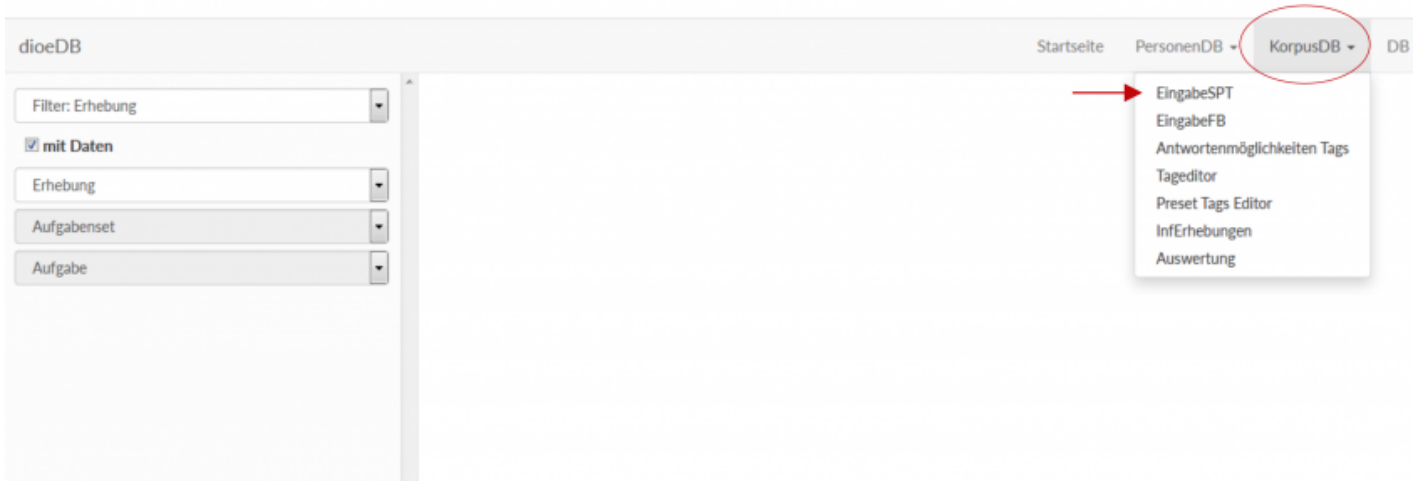 dioeDB
Startseite
PersonenDB
KorpusDB
DB
Filter: Erhebung
mit Daten
Erhebung
Aufgabenset
Aufgabe
EingabeSPT
EingabeFB
Antwortenmöglichkeiten Tags
Tageditor
Preset Tags Editor
InfErhebungen
Auswertung